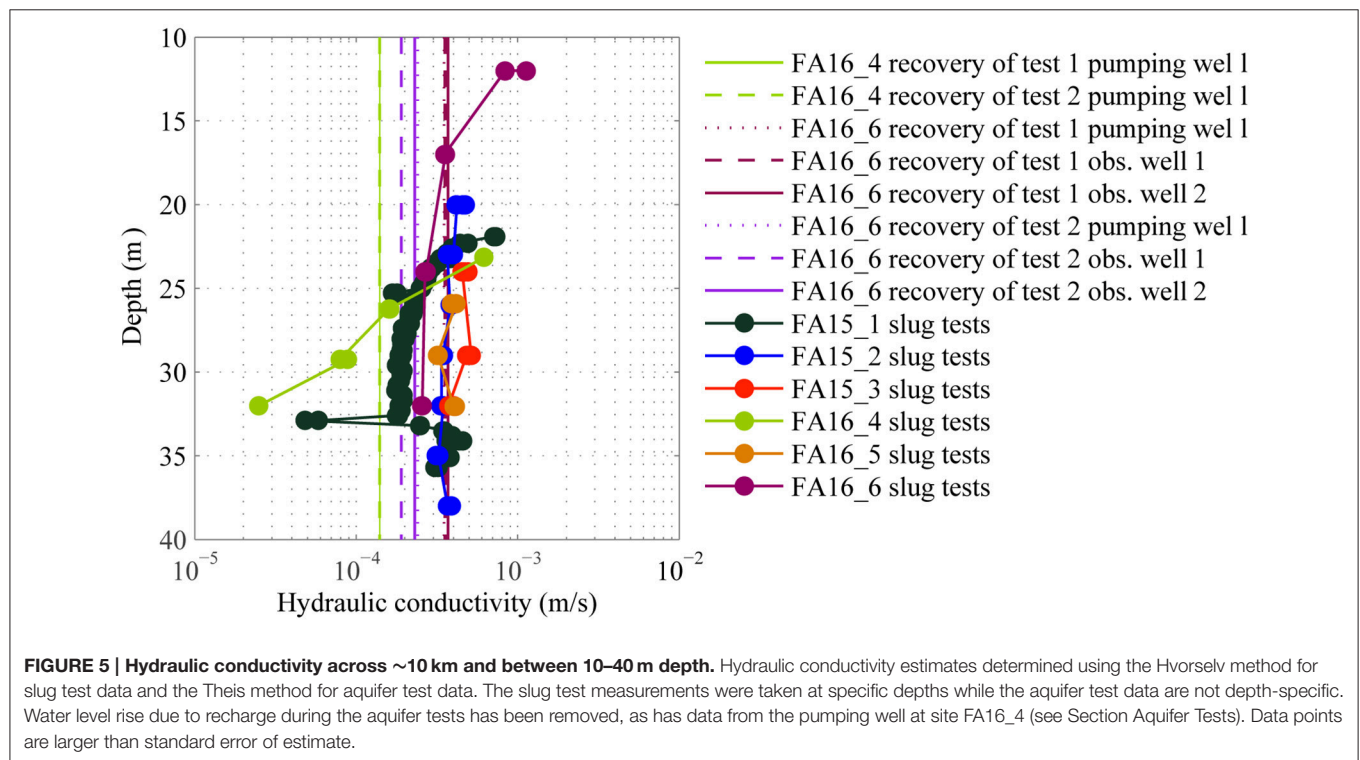 10
15
20
25
30
35
40
Depth (m)
10⁻⁵
10⁻⁴
10⁻³
10⁻²
Hydraulic conductivity (m/s)
FA16_4 recovery of test 1 pumping wel l
FA16_4 recovery of test 2 pumping wel l
FA16_6 recovery of test 1 pumping wel l
FA16_6 recovery of test 1 obs. well 1
FA16_6 recovery of test 1 obs. well 2
FA16_6 recovery of test 2 pumping wel l
FA16_6 recovery of test 2 obs. well 1
FA16_6 recovery of test 2 obs. well 2
FA15_1 slug tests
FA15_2 slug tests
FA15_3 slug tests
FA16_4 slug tests
FA16_5 slug tests
FA16_6 slug tests
FIGURE 5 | Hydraulic conductivity across ∼10 km and between 10–40 m depth. Hydraulic conductivity estimates determined using the Hvorselv method for
slug test data and the Theis method for aquifer test data. The slug test measurements were taken at specific depths while the aquifer test data are not depth-specific.
Water level rise due to recharge during the aquifer tests has been removed, as has data from the pumping well at site FA16_4 (see Section Aquifer Tests). Data points
are larger than standard error of estimate.